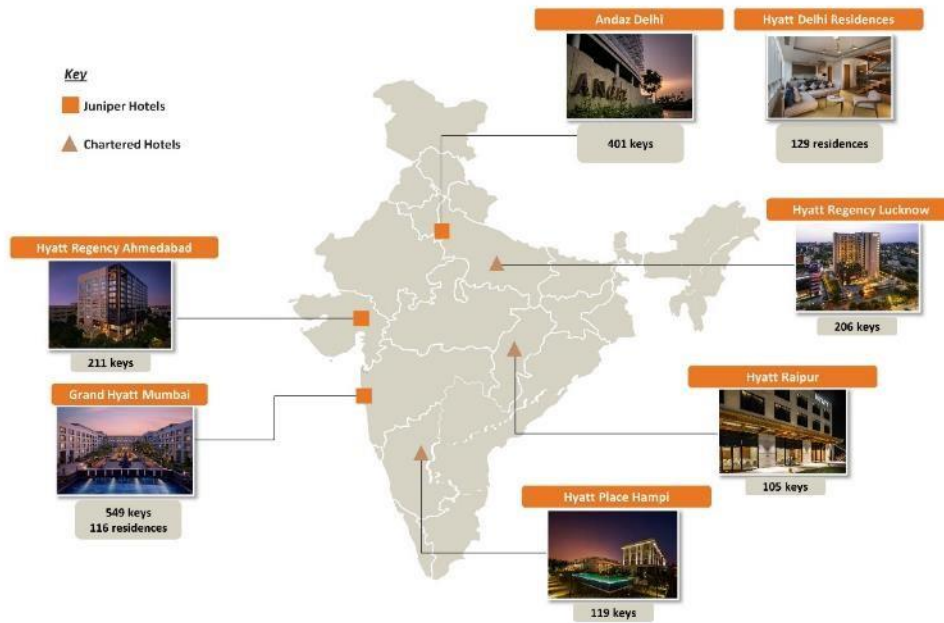 Andaz Delhi
Hyatt Delhi Residences
Key
Juniper Hotels
Chartered Hotels
401 keys
129 residences
Hyatt Regency Lucknow
206 keys
Hyatt Regency Ahmedabad
211 keys
Grand Hyatt Mumbai
549 keys
116 residences
Hyatt Raipur
105 keys
Hyatt Place Hampi
119 keys